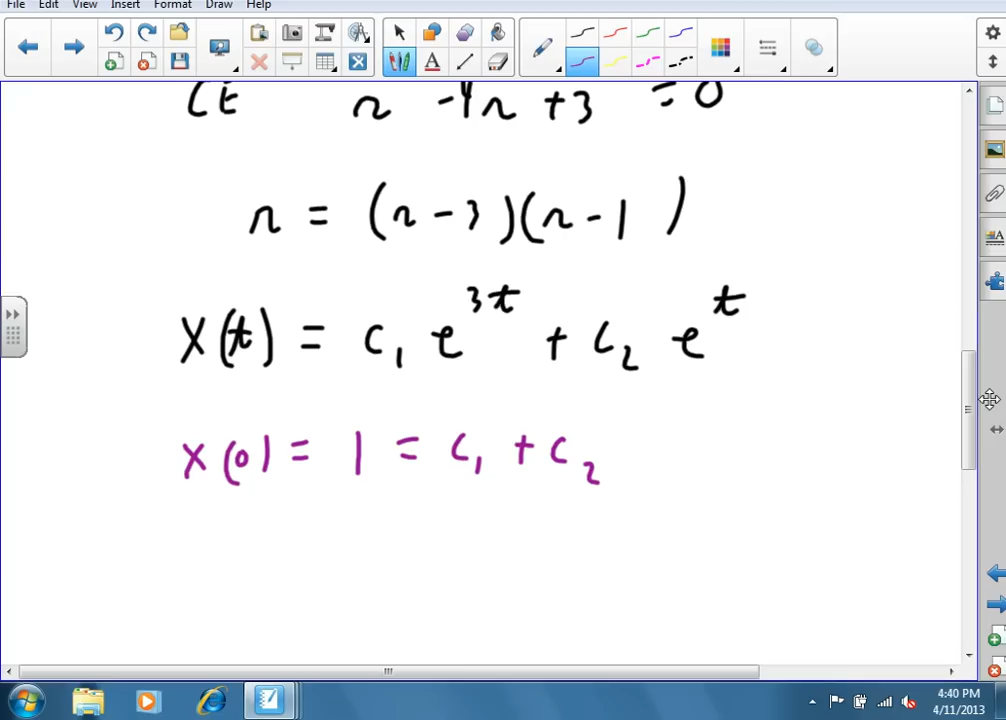 File Edit View Insert Format Draw Help
CE r -4r +3 = 0
r = (r-3)(r-1)
X(t) = c₁ e^{3t} + c₂ e^{t}
X(0) = 1 = c₁ + c₂
4:40 PM
4/11/2013